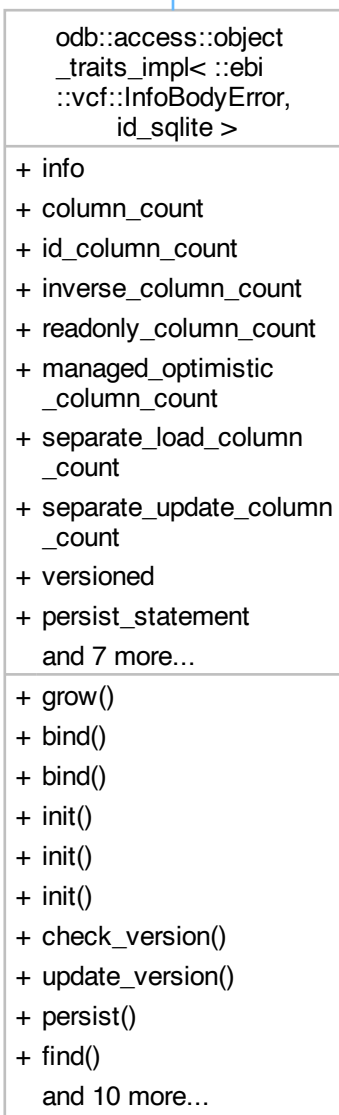 odb::access::object
_traits_impl< ::ebi
::vcf::InfoBodyError,
id_sqlite >
+ info
+ column_count
+ id_column_count
+ inverse_column_count
+ readonly_column_count
+ managed_optimistic
_column_count
+ separate_load_column
_count
+ separate_update_column
_count
+ versioned
+ persist_statement
and 7 more...
+ grow()
+ bind()
+ bind()
+ init()
+ init()
+ init()
+ check_version()
+ update_version()
+ persist()
+ find()
and 10 more...